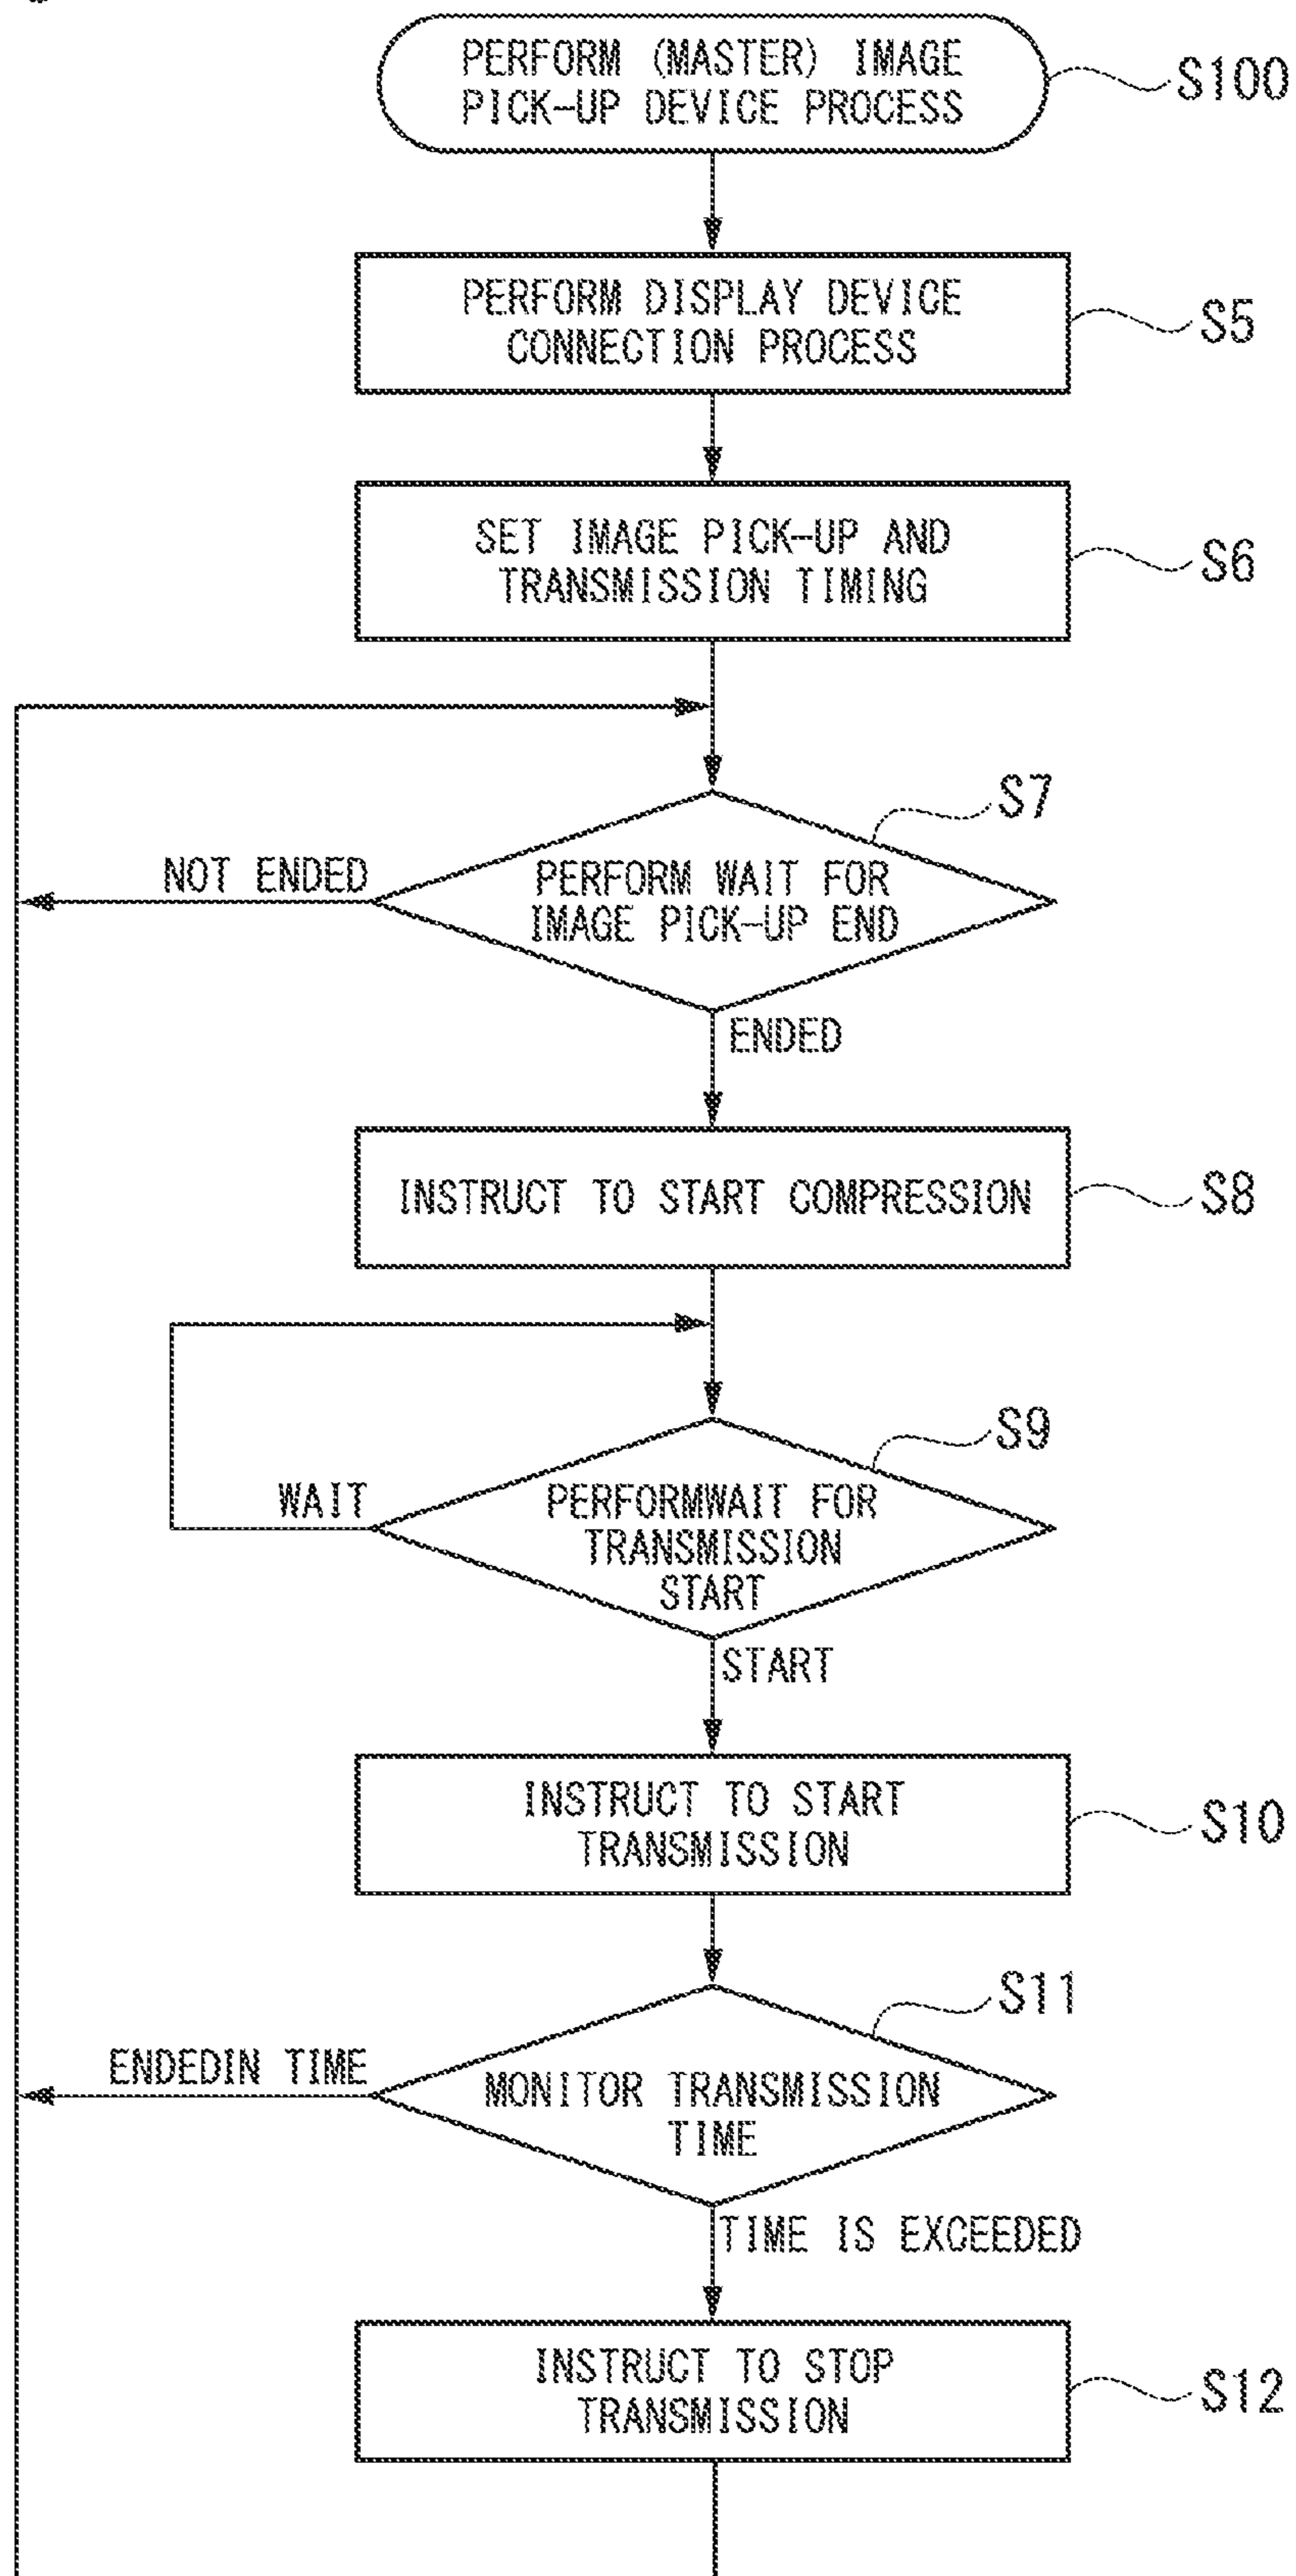 PERFORM (MASTER) IMAGE
PICK-UP DEVICE PROCESS
S100
PERFORM DISPLAY DEVICE
CONNECTION PROCESS
S5
SET IMAGE PICK-UP AND
TRANSMISSION TIMING
S6
S7
NOT ENDED
PERFORM WAIT FOR
IMAGE PICK-UP END
ENDED
INSTRUCT TO START COMPRESSION
S8
S9
WAIT
PERFORMWAIT FOR
TRANSMISSION
START
START
INSTRUCT TO START
TRANSMISSION
S10
S11
ENDEDIN TIME
MONITOR TRANSMISSION
TIME
TIME IS EXCEEDED
INSTRUCT TO STOP
TRANSMISSION
S12